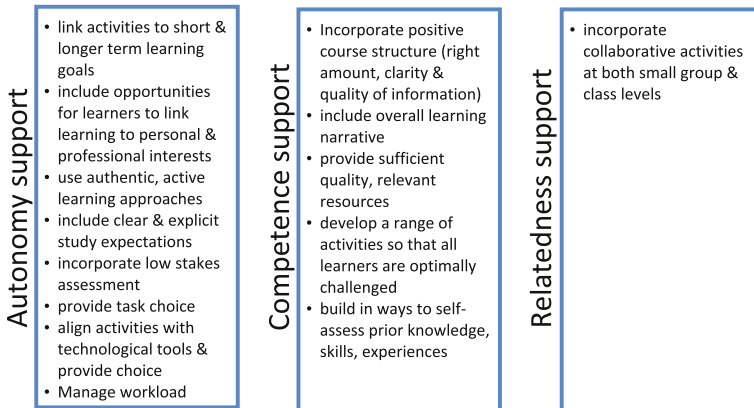 Autonomy support
• link activities to short &
longer term learning
goals
• include opportunities
for learners to link
learning to personal &
professional interests
• use authentic, active
learning approaches
• include clear & explicit
study expectations
• incorporate low stakes
assessment
• provide task choice
• align activities with
technological tools &
provide choice
• Manage workload
Competence support
• Incorporate positive
course structure (right
amount, clarity &
quality of information)
• include overall learning
narrative
• provide sufficient
quality, relevant
resources
• develop a range of
activities so that all
learners are optimally
challenged
• build in ways to self-
assess prior knowledge,
skills, experiences
Relatedness support
• incorporate
collaborative activities
at both small group &
class levels